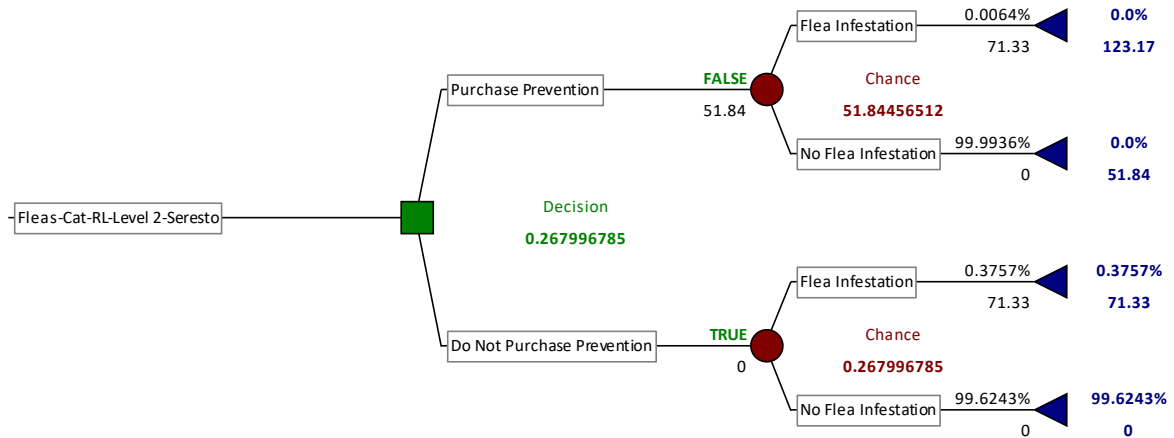 Flea Infestation 0.0064% 0.0%
71.33 123.17
Purchase Prevention FALSE Chance
51.84 51.84456512
No Flea Infestation 99.9936% 0.0%
0 51.84
Fleas-Cat-RL-Level 2-Seresto Decision
0.267996785
Flea Infestation 0.3757% 0.3757%
71.33 71.33
Do Not Purchase Prevention TRUE Chance
0 0.267996785
No Flea Infestation 99.6243% 99.6243%
0 0